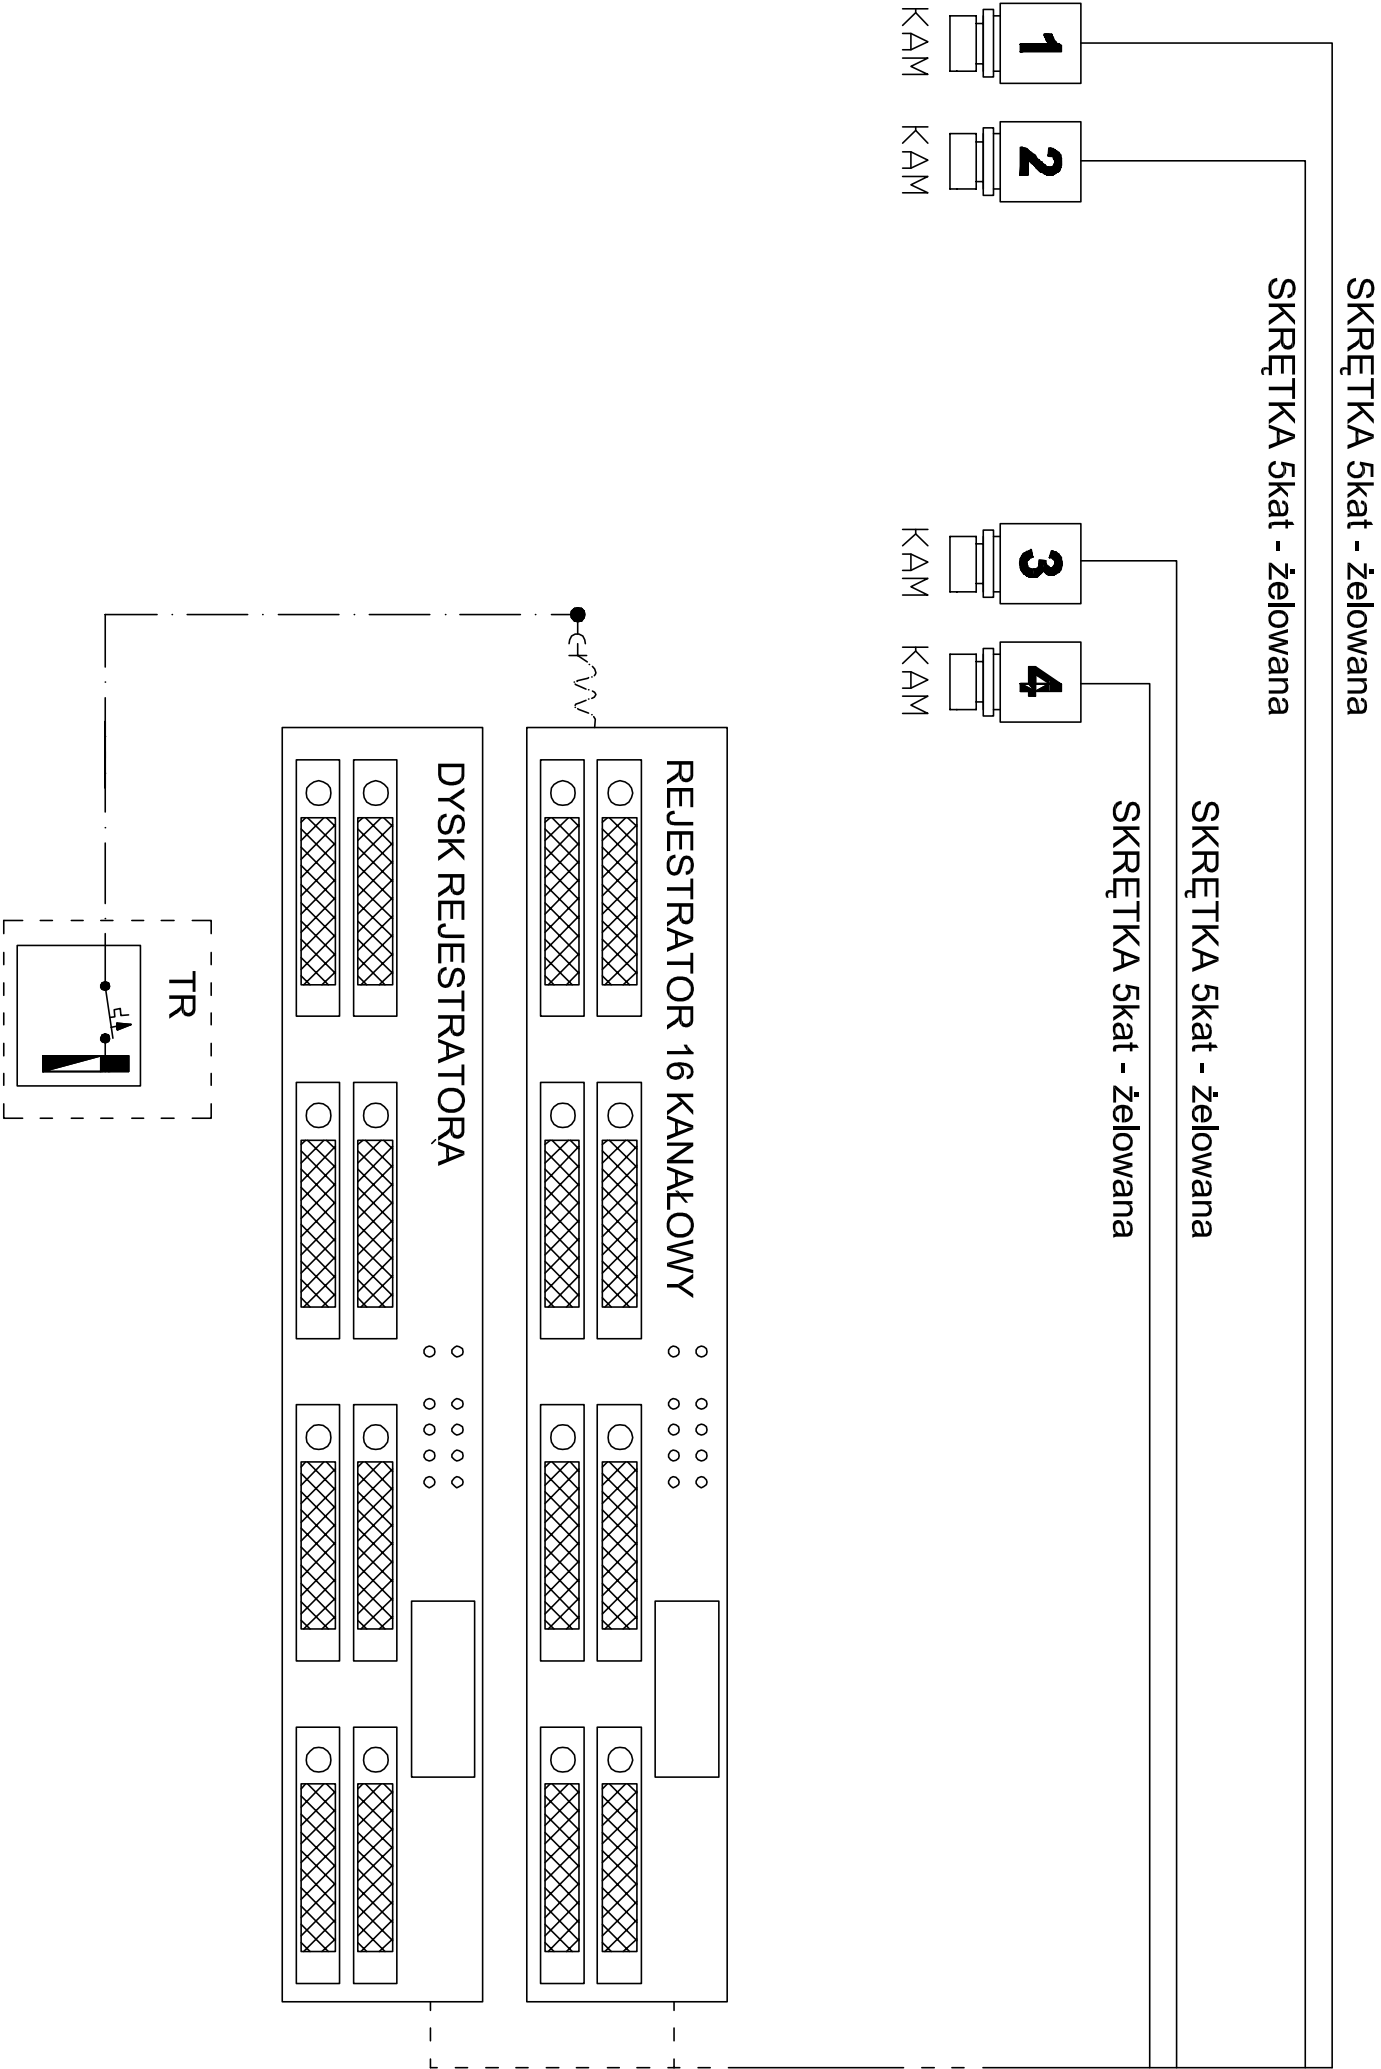 SKRĘTKA 5kat - żelowana
SKRĘTKA 5kat - żelowana
SKRĘTKA 5kat - żelowana
SKRĘTKA 5kat - żelowana
1
2
3
4
KAM
KAM
KAM
KAM
REJESTRATOR 16 KANAŁOWY
DYSK REJESTRATORA
TR